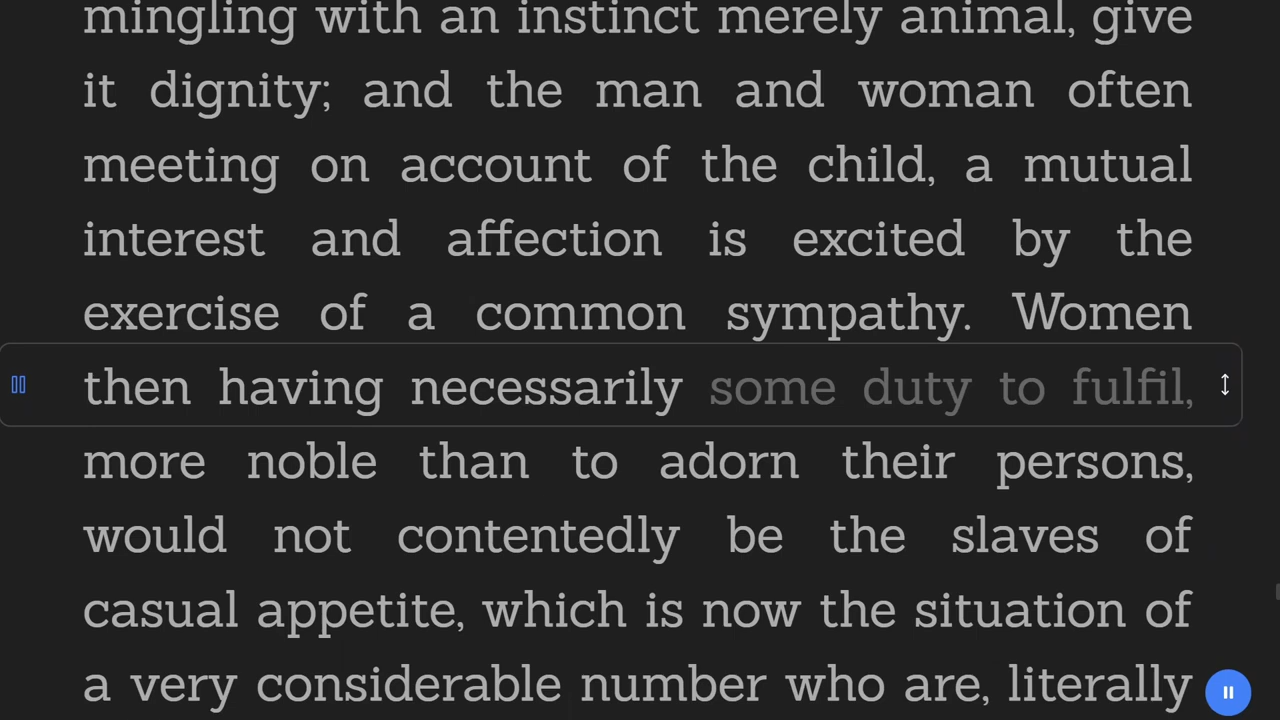 mingling with an instinct merely animal, give
it dignity; and the man and woman often
meeting on account of the child, a mutual
interest and affection is excited by the
exercise of a common sympathy. Women
then having necessarily some duty to fulfil,
more noble than to adorn their persons,
would not contentedly be the slaves of
casual appetite, which is now the situation of
a very considerable number who are, literally